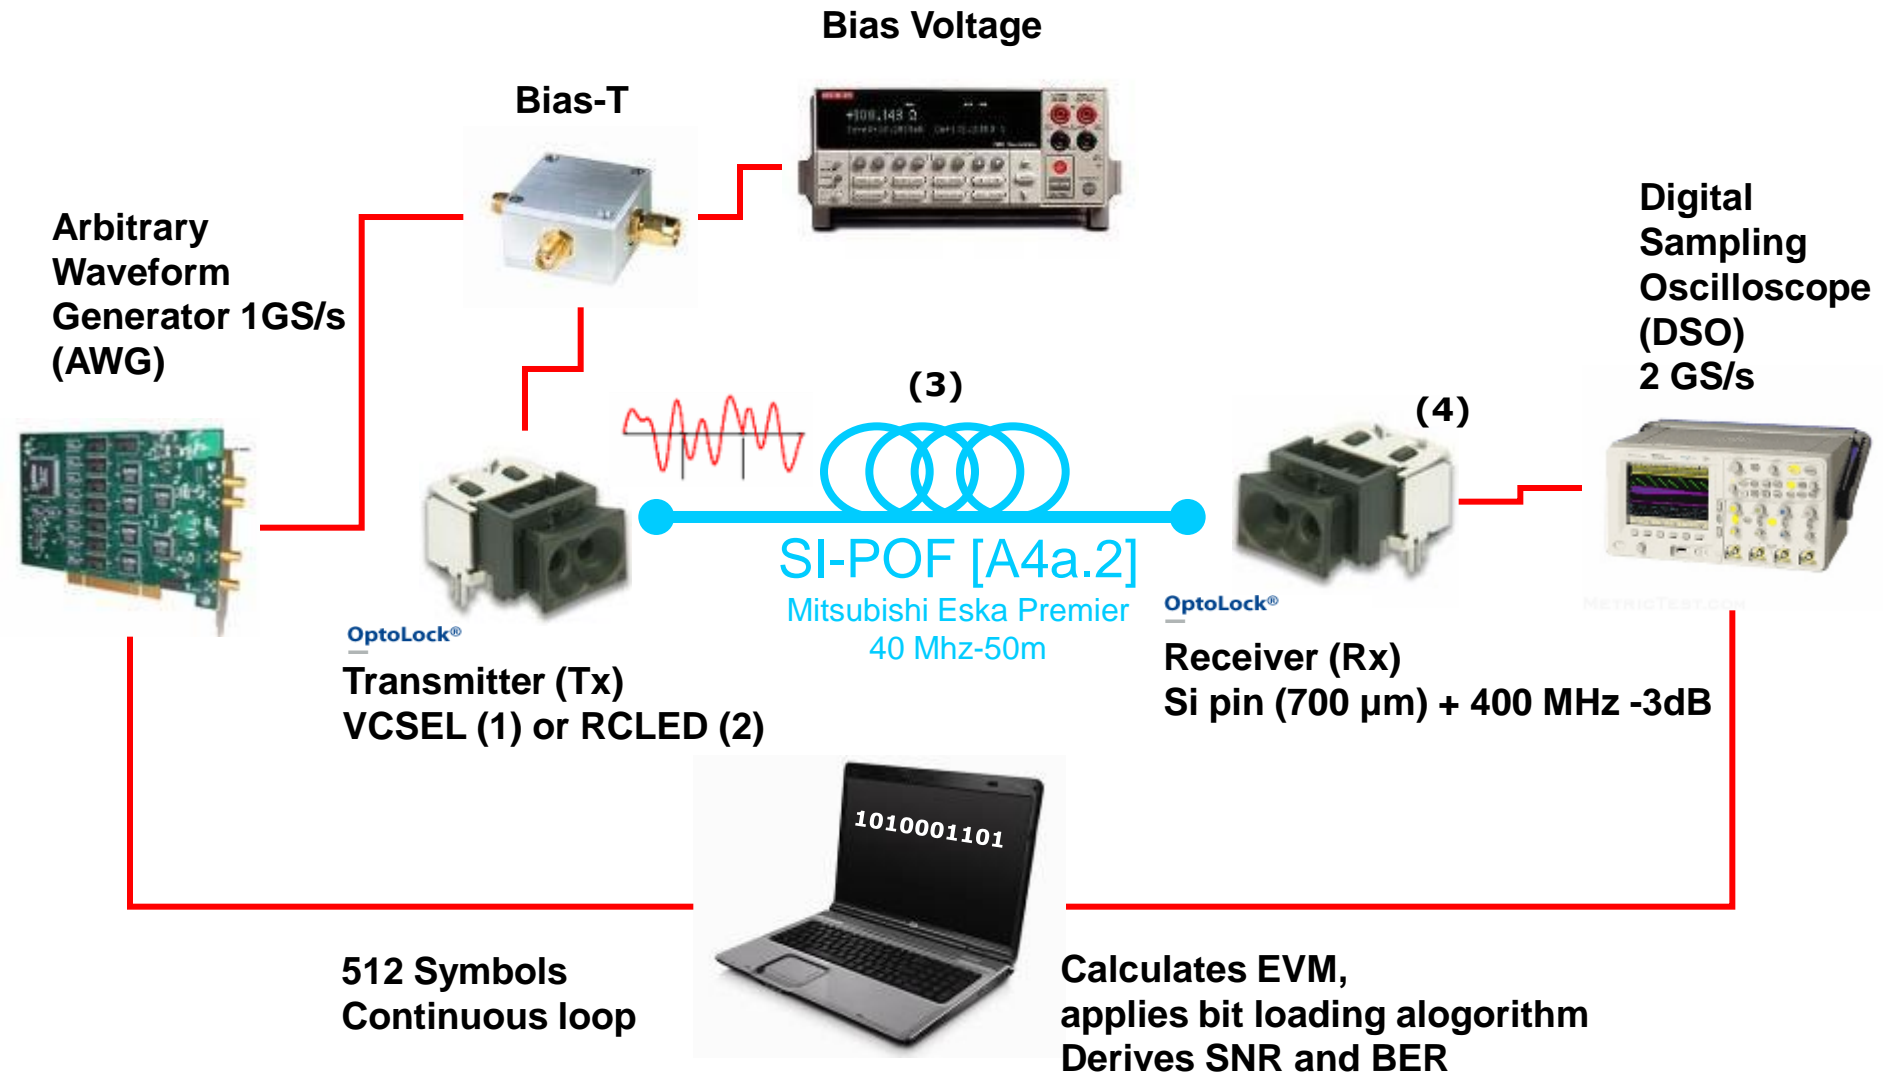 Bias Voltage
Bias-T
Arbitrary
Waveform
Generator 1GS/s
(AWG)
Digital
Sampling
Oscilloscope
(DSO)
2 GS/s
(3)
(4)
SI-POF [A4a.2]
Mitsubishi Eska Premier
40 Mhz-50m
OptoLock®
Transmitter (Tx)
VCSEL (1) or RCLED (2)
OptoLock®
Receiver (Rx)
Si pin (700 µm) + 400 MHz -3dB
METRICTEST.COM
1010001101
512 Symbols
Continuous loop
Calculates EVM,
applies bit loading alogorithm
Derives SNR and BER